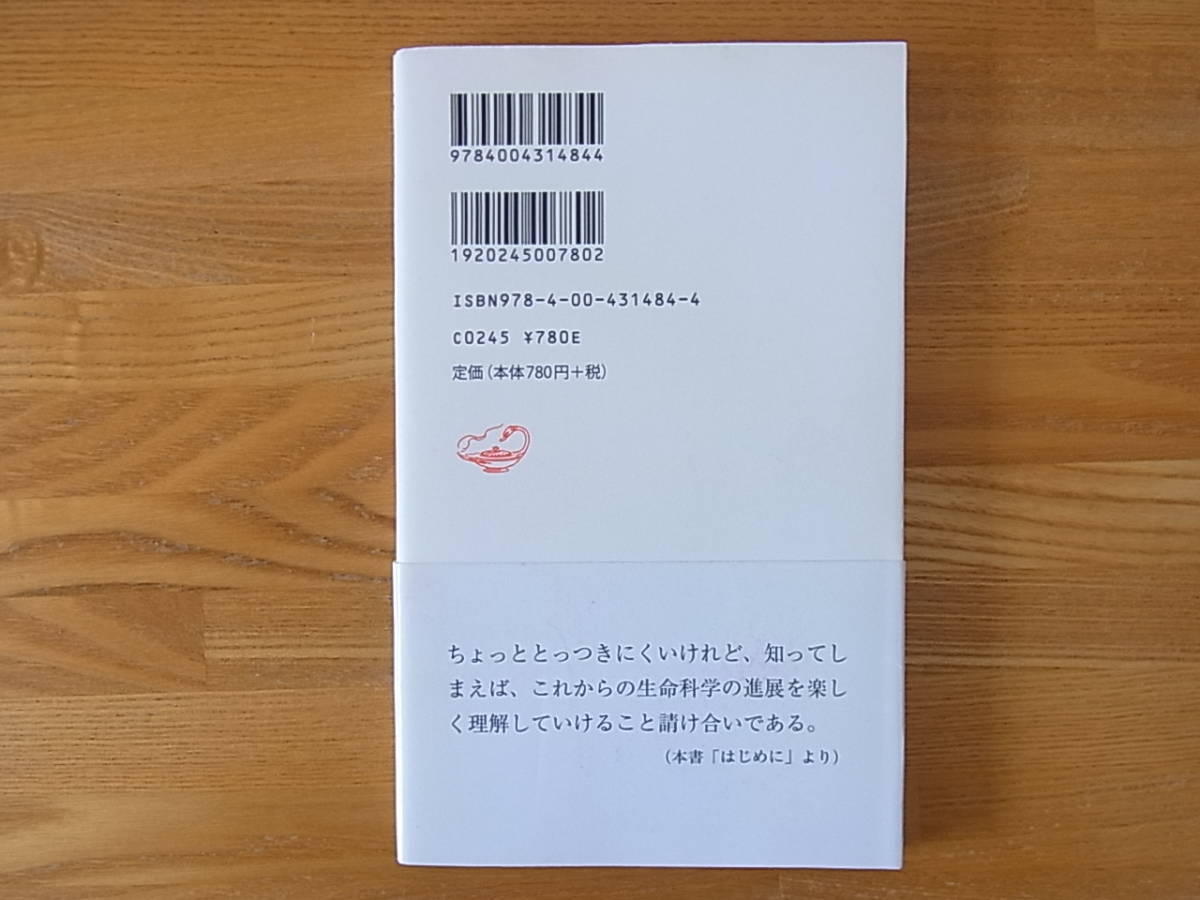 9784004314844
1920245007802
ISBN978-4-00-431484-4
C0245 ¥780E
定価(本体780円+税)
ちょっととっつきにくいけれど、知ってし
まえば、これからの生命科学の進展を楽し
く理解していけること請け合いである。
(本書「はじめに」より)